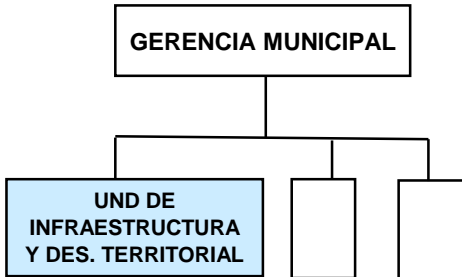 GERENCIA MUNICIPAL
UND DE
INFRAESTRUCTURA
Y DES. TERRITORIAL